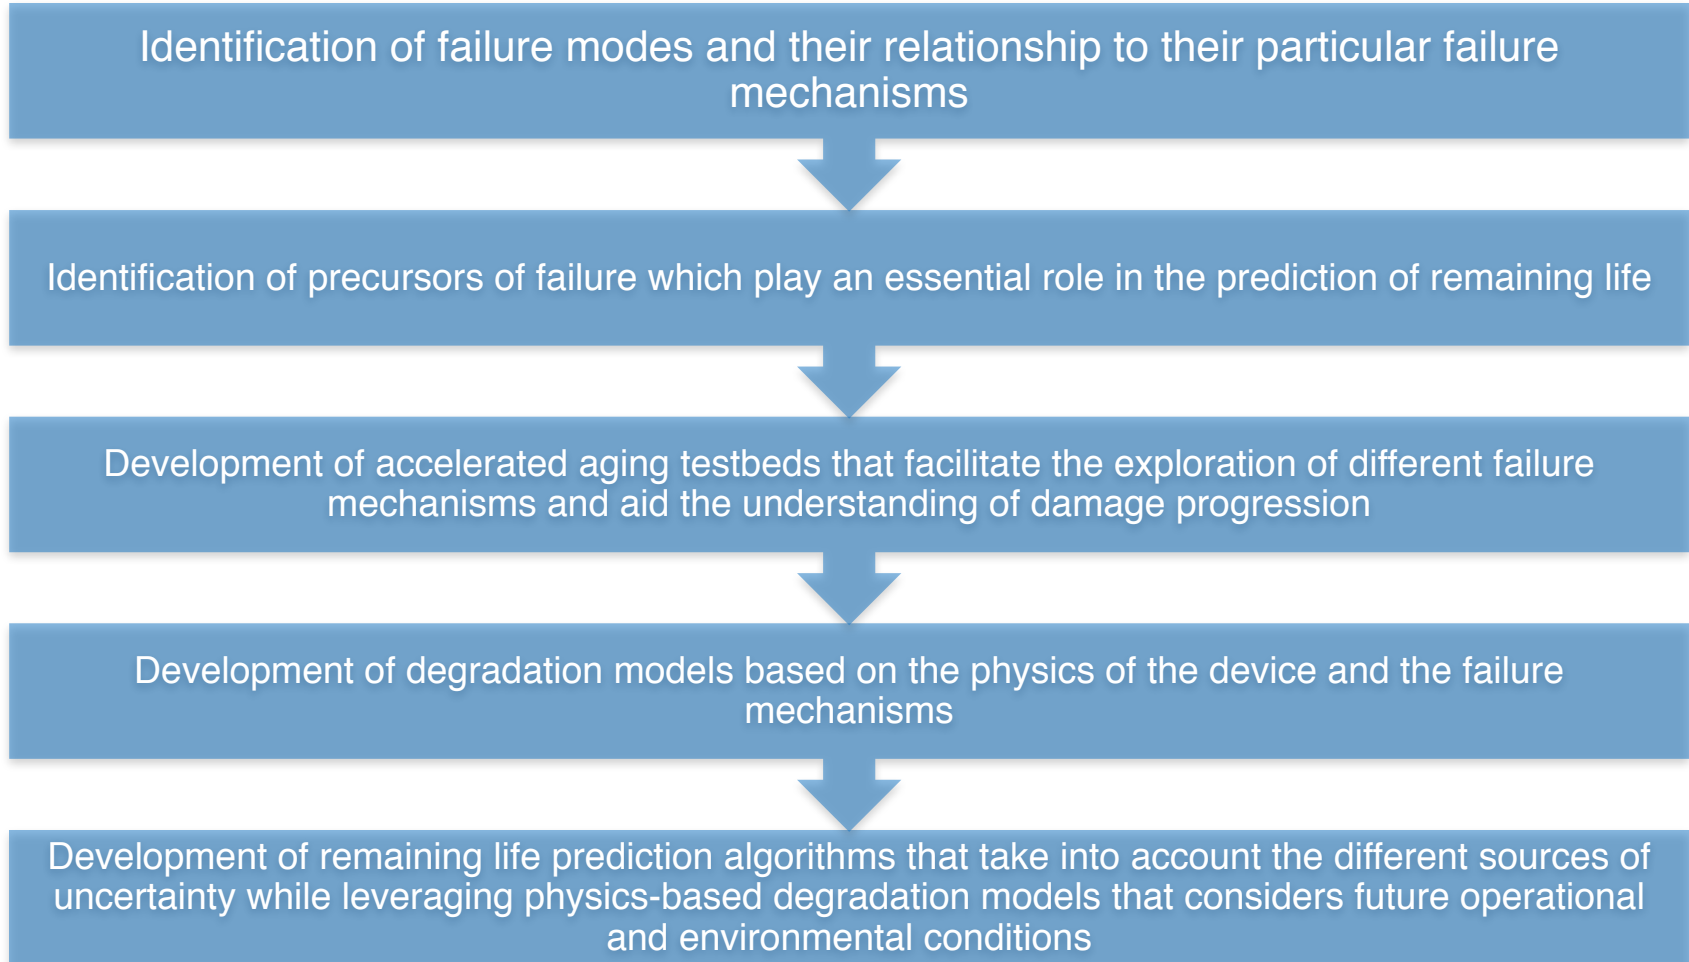 Identification of failure modes and their relationship to their particular failure
mechanisms
Identification of precursors of failure which play an essential role in the prediction of remaining life
Development of accelerated aging testbeds that facilitate the exploration of different failure
mechanisms and aid the understanding of damage progression
Development of degradation models based on the physics of the device and the failure
mechanisms
Development of remaining life prediction algorithms that take into account the different sources of
uncertainty while leveraging physics-based degradation models that considers future operational
and environmental conditions